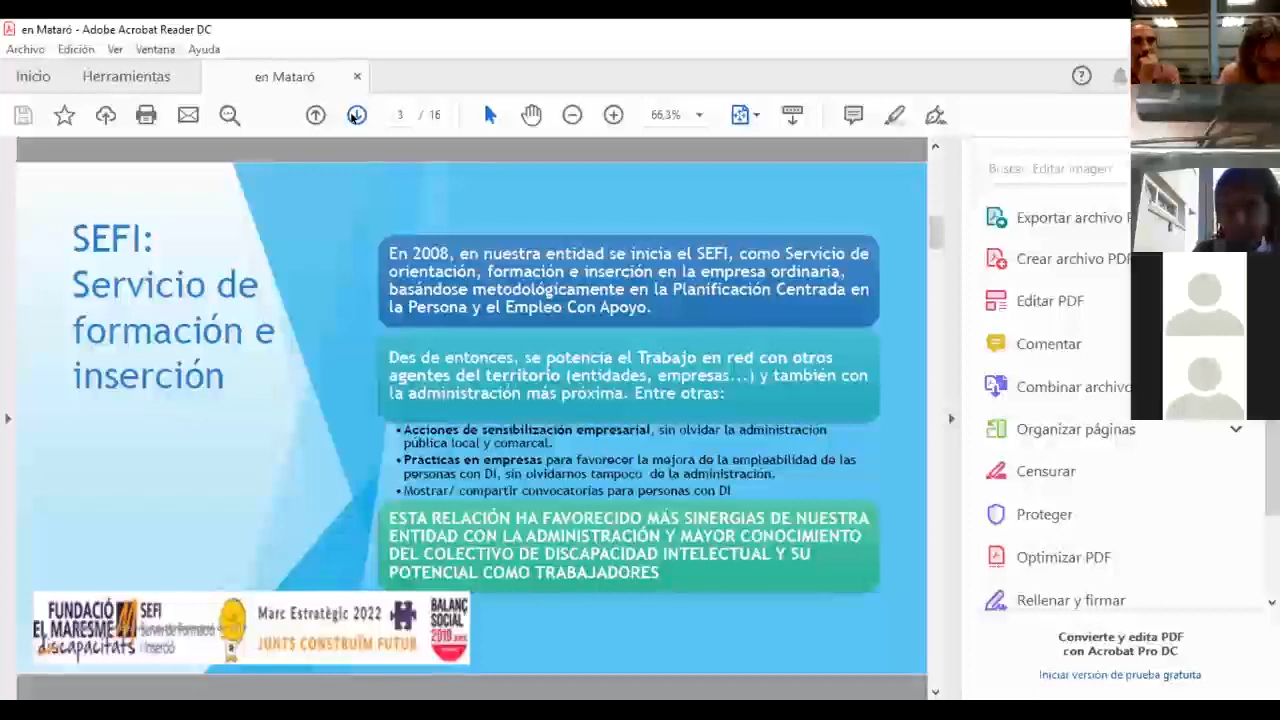 en Mataró - Adobe Acrobat Reader DC
Archivo Edición Ver Ventana Ayuda
Inicio Herramientas en Mataró ×
3 / 16 66,3%
SEFI:
Servicio de
formación e
inserción
En 2008, en nuestra entidad se inicia el SEFI, como Servicio de
orientación, formación e inserción en la empresa ordinaria,
basándose metodológicamente en la Planificación Centrada en
la Persona y el Empleo Con Apoyo.
Des de entonces, se potencia el Trabajo en red con otros
agentes del territorio (entidades, empresas...) y también con
la administración más próxima. Entre otras:
• Acciones de sensibilización empresarial, sin olvidar la administración
pública local y comarcal.
• Prácticas en empresas para favorecer la mejora de la empleabilidad de las
personas con DI, sin olvidarnos tampoco de la administración.
• Mostrar/ compartir convocatorias para personas con DI
ESTA RELACIÓN HA FAVORECIDO MÁS SINERGIAS DE NUESTRA
ENTIDAD CON LA ADMINISTRACIÓN Y MAYOR CONOCIMIENTO
DEL COLECTIVO DE DISCAPACIDAD INTELECTUAL Y SU
POTENCIAL COMO TRABAJADORES
FUNDACIÓ
EL MARESME
discapacitats
SEFI
Servei de Formació
i Inserció
Marc Estratègic 2022
JUNTS CONSTRUÏM FUTUR
BALANÇ
SOCIAL
Buscar Editar imagen
Exportar archivo P
Crear archivo PDF
Editar PDF
Comentar
Combinar archivo
Organizar páginas
Censurar
Proteger
Optimizar PDF
Rellenar y firmar
Convierte y edita PDF
con Acrobat Pro DC
Iniciar versión de prueba gratuita